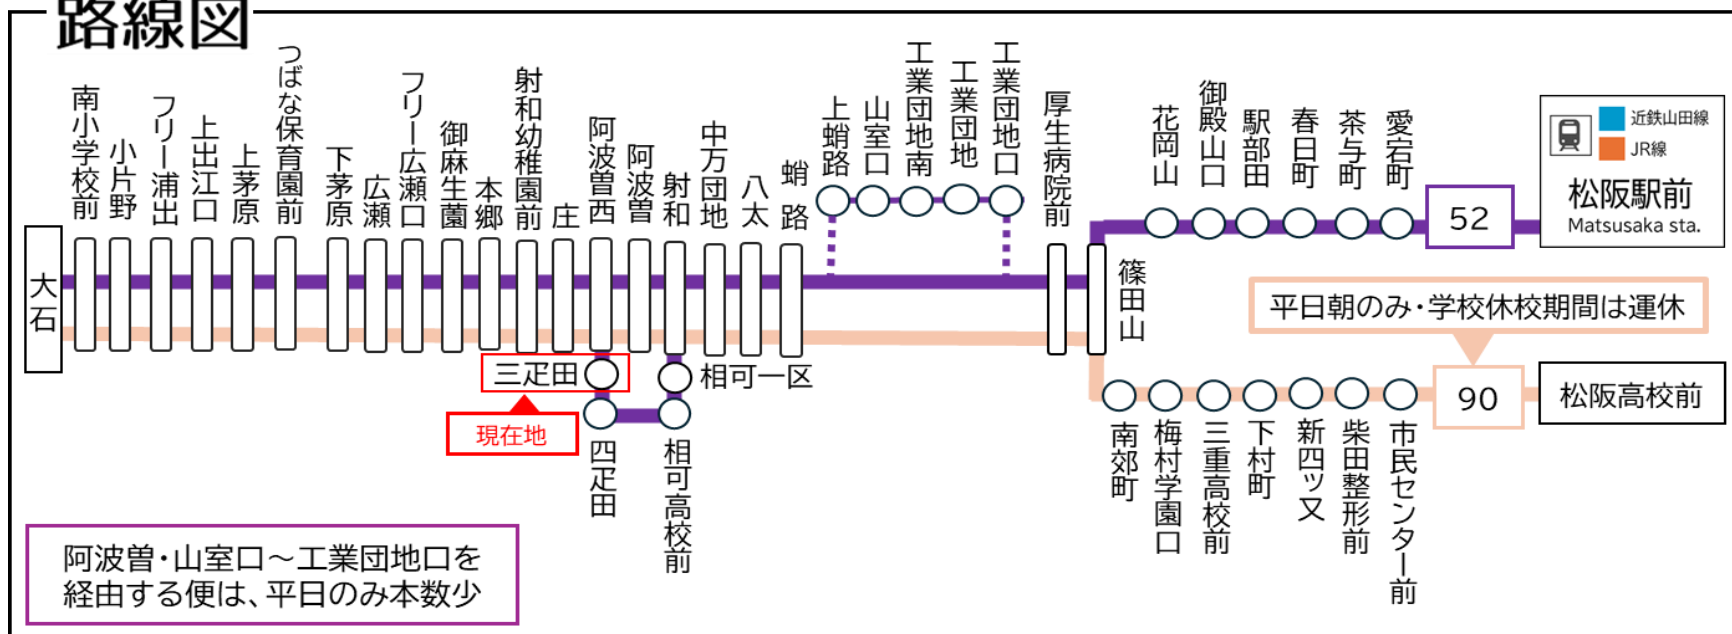 路線図
大石
南小学校前
小片野
フリー浦出
上出江口
上茅原
つばな保育園前
下茅原
広瀬
フリー広瀬口
御麻生薗
本郷
射和幼稚園前
庄
阿波曽西
阿波曽
射和
中万団地
八太
蛸路
上蛸路
山室口
工業団地南
工業団地
工業団地口
厚生病院前
篠田山
花岡山
御殿山口
駅部田
春日町
茶与町
愛宕町
52
近鉄山田線
JR線
松阪駅前
Matsusaka sta.
平日朝のみ・学校休校期間は運休
三疋田
現在地
四疋田
相可高校前
相可一区
南郊町
梅村学園口
三重高校前
下村町
新四ッ又
柴田整形前
市民センター前
90
松阪高校前
阿波曽・山室口～工業団地口を
経由する便は、平日のみ本数少